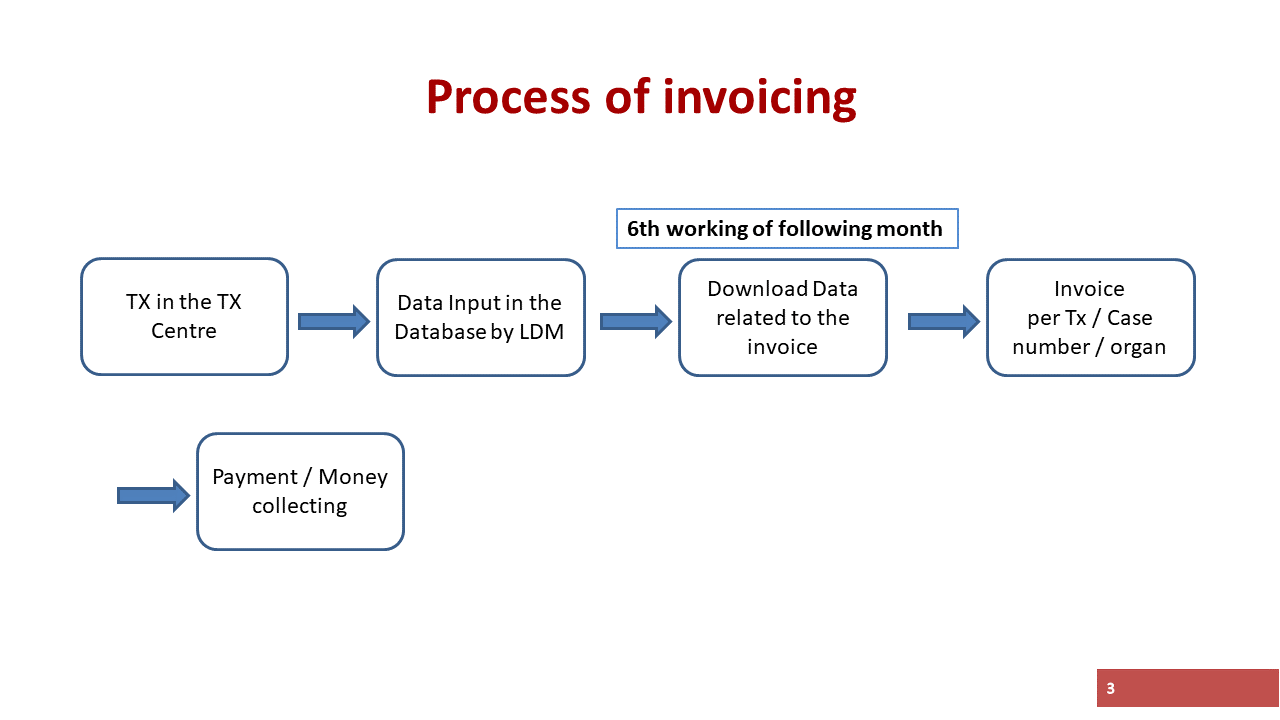 Process of invoicing
6th working of following month
TX in the TX
Centre
Data Input in the
Database by LDM
Download Data
related to the
invoice
Invoice
per Tx / Case
number / organ
Payment / Money
collecting
3